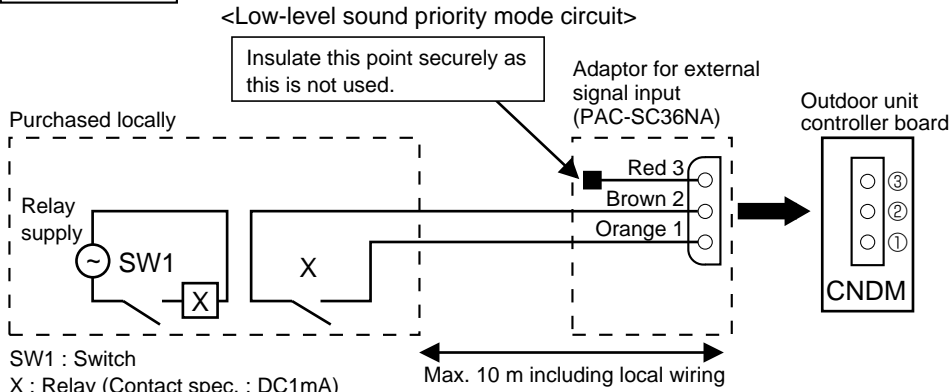 <Low-level sound priority mode circuit>
Insulate this point securely as
this is not used.
Adaptor for external
signal input
(PAC-SC36NA)
Outdoor unit
controller board
Purchased locally
Red 3
Brown 2
Orange 1
Relay
supply
~
SW1
X
X
③
②
①
CNDM
SW1 : Switch
X : Relay (Contact spec. : DC1mA)
Max. 10 m including local wiring